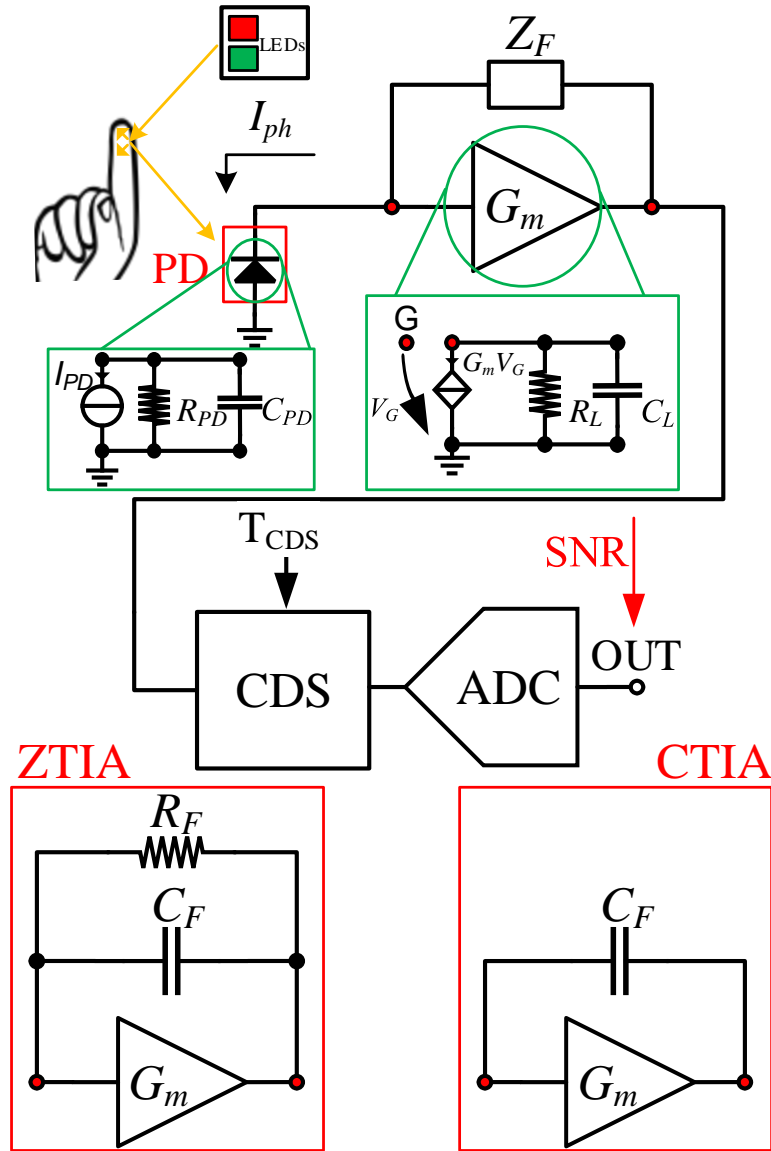 LEDs
Z_F
I_ph
G_m
PD
G
I_PD
R_PD
C_PD
G_mV_G
V_G
R_L
C_L
T_CDS
SNR
CDS
ADC
OUT
ZTIA
CTIA
R_F
C_F
C_F
G_m
G_m